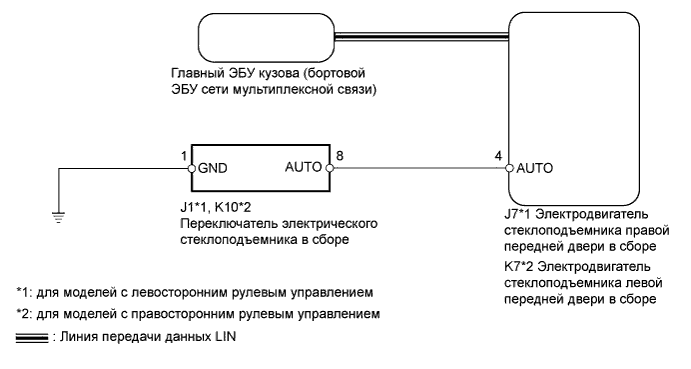 Главный ЭБУ кузова (бортовой
ЭБУ сети мультиплексной связи)
1
GND
AUTO
8
4
AUTO
J1*1, K10*2
Переключатель электрического
стеклоподъемника в сборе
J7*1 Электродвигатель
стеклоподъемника правой
передней двери в сборе
K7*2 Электродвигатель
стеклоподъемника левой
передней двери в сборе
*1: для моделей с левосторонним рулевым управлением
*2: для моделей с правосторонним рулевым управлением
: Линия передачи данных LIN